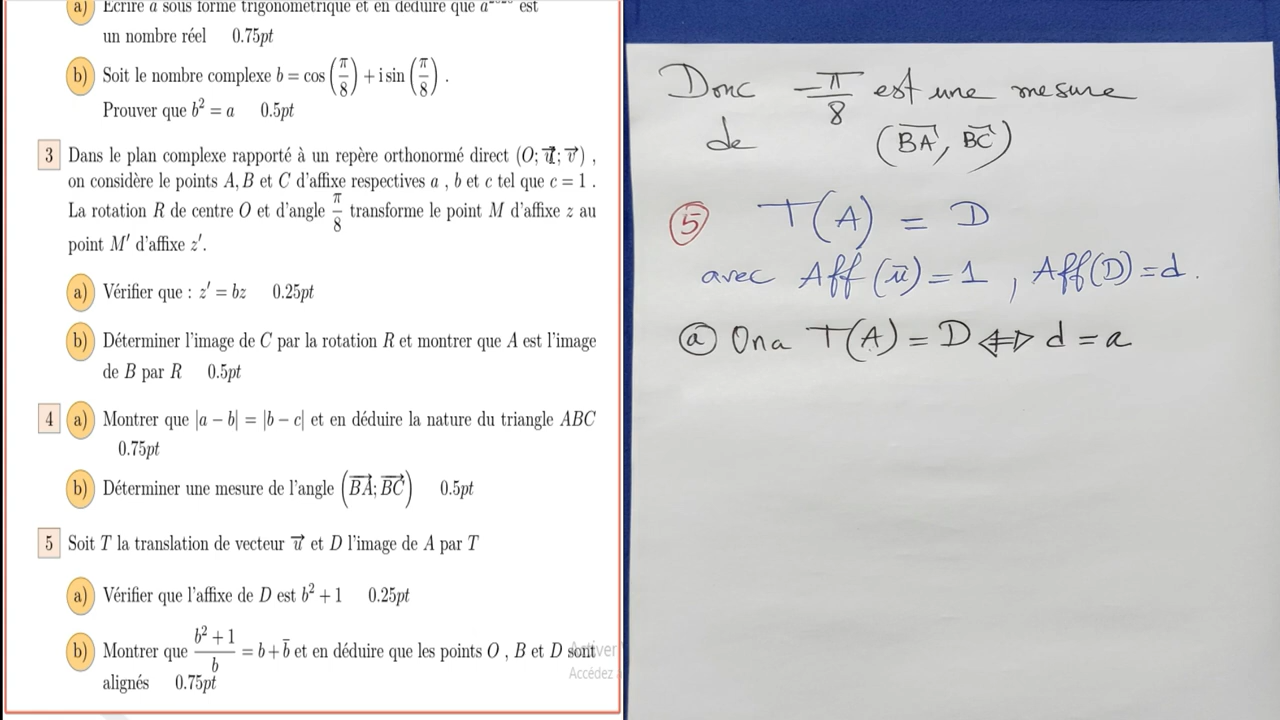 a) Écrire a sous forme trigonométrique et en déduire que a²⁰²⁰ est
un nombre réel 0.75pt
b) Soit le nombre complexe b = cos(π/8) + i sin(π/8) .
Prouver que b² = a 0.5pt
3 Dans le plan complexe rapporté à un repère orthonormé direct (O; u⃗; v⃗) ,
on considère le points A, B et C d'affixe respectives a , b et c tel que c = 1 .
La rotation R de centre O et d'angle π/8 transforme le point M d'affixe z au
point M′ d'affixe z′.
a) Vérifier que : z′ = bz 0.25pt
b) Déterminer l'image de C par la rotation R et montrer que A est l'image
de B par R 0.5pt
4 a) Montrer que |a − b| = |b − c| et en déduire la nature du triangle ABC
0.75pt
b) Déterminer une mesure de l'angle (BA⃗; BC⃗) 0.5pt
5 Soit T la translation de vecteur u⃗ et D l'image de A par T
a) Vérifier que l'affixe de D est b² + 1 0.25pt
b) Montrer que (b² + 1)/b = b + b̄ et en déduire que les points O , B et D sont
alignés 0.75pt
Activer
Accédez
Donc −π/8 est une mesure
de (BA⃗, BC⃗)
⑤ T(A) = D
avec Aff(u⃗) = 1 , Aff(D) = d .
ⓐ On a T(A) = D ⇔ d = a